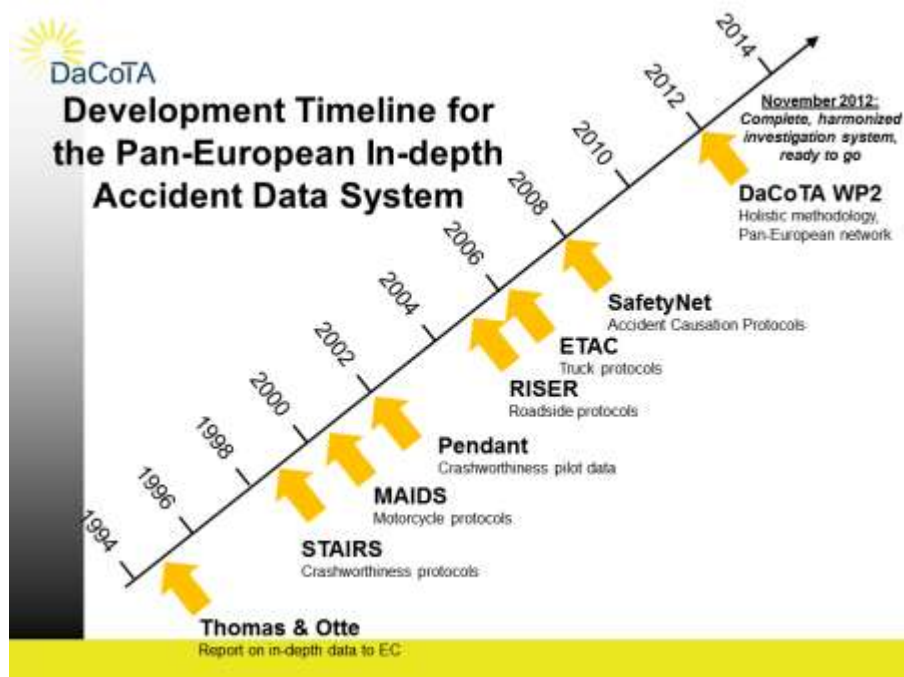 DaCoTA
Development Timeline for
the Pan-European In-depth
Accident Data System
1994
1996
1998
2000
2002
2004
2006
2008
2010
2012
2014
November 2012:
Complete, harmonized
investigation system,
ready to go
DaCoTA WP2
Holistic methodology,
Pan-European network
SafetyNet
Accident Causation Protocols
ETAC
Truck protocols
RISER
Roadside protocols
Pendant
Crashworthiness pilot data
MAIDS
Motorcycle protocols
STAIRS
Crashworthiness protocols
Thomas & Otte
Report on in-depth data to EC